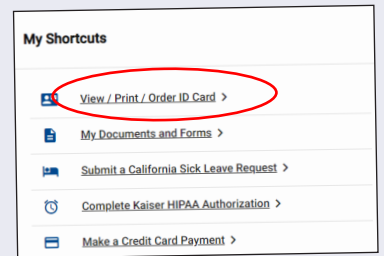 My Shortcuts
View / Print / Order ID Card >
My Documents and Forms >
Submit a California Sick Leave Request >
Complete Kaiser HIPAA Authorization >
Make a Credit Card Payment >